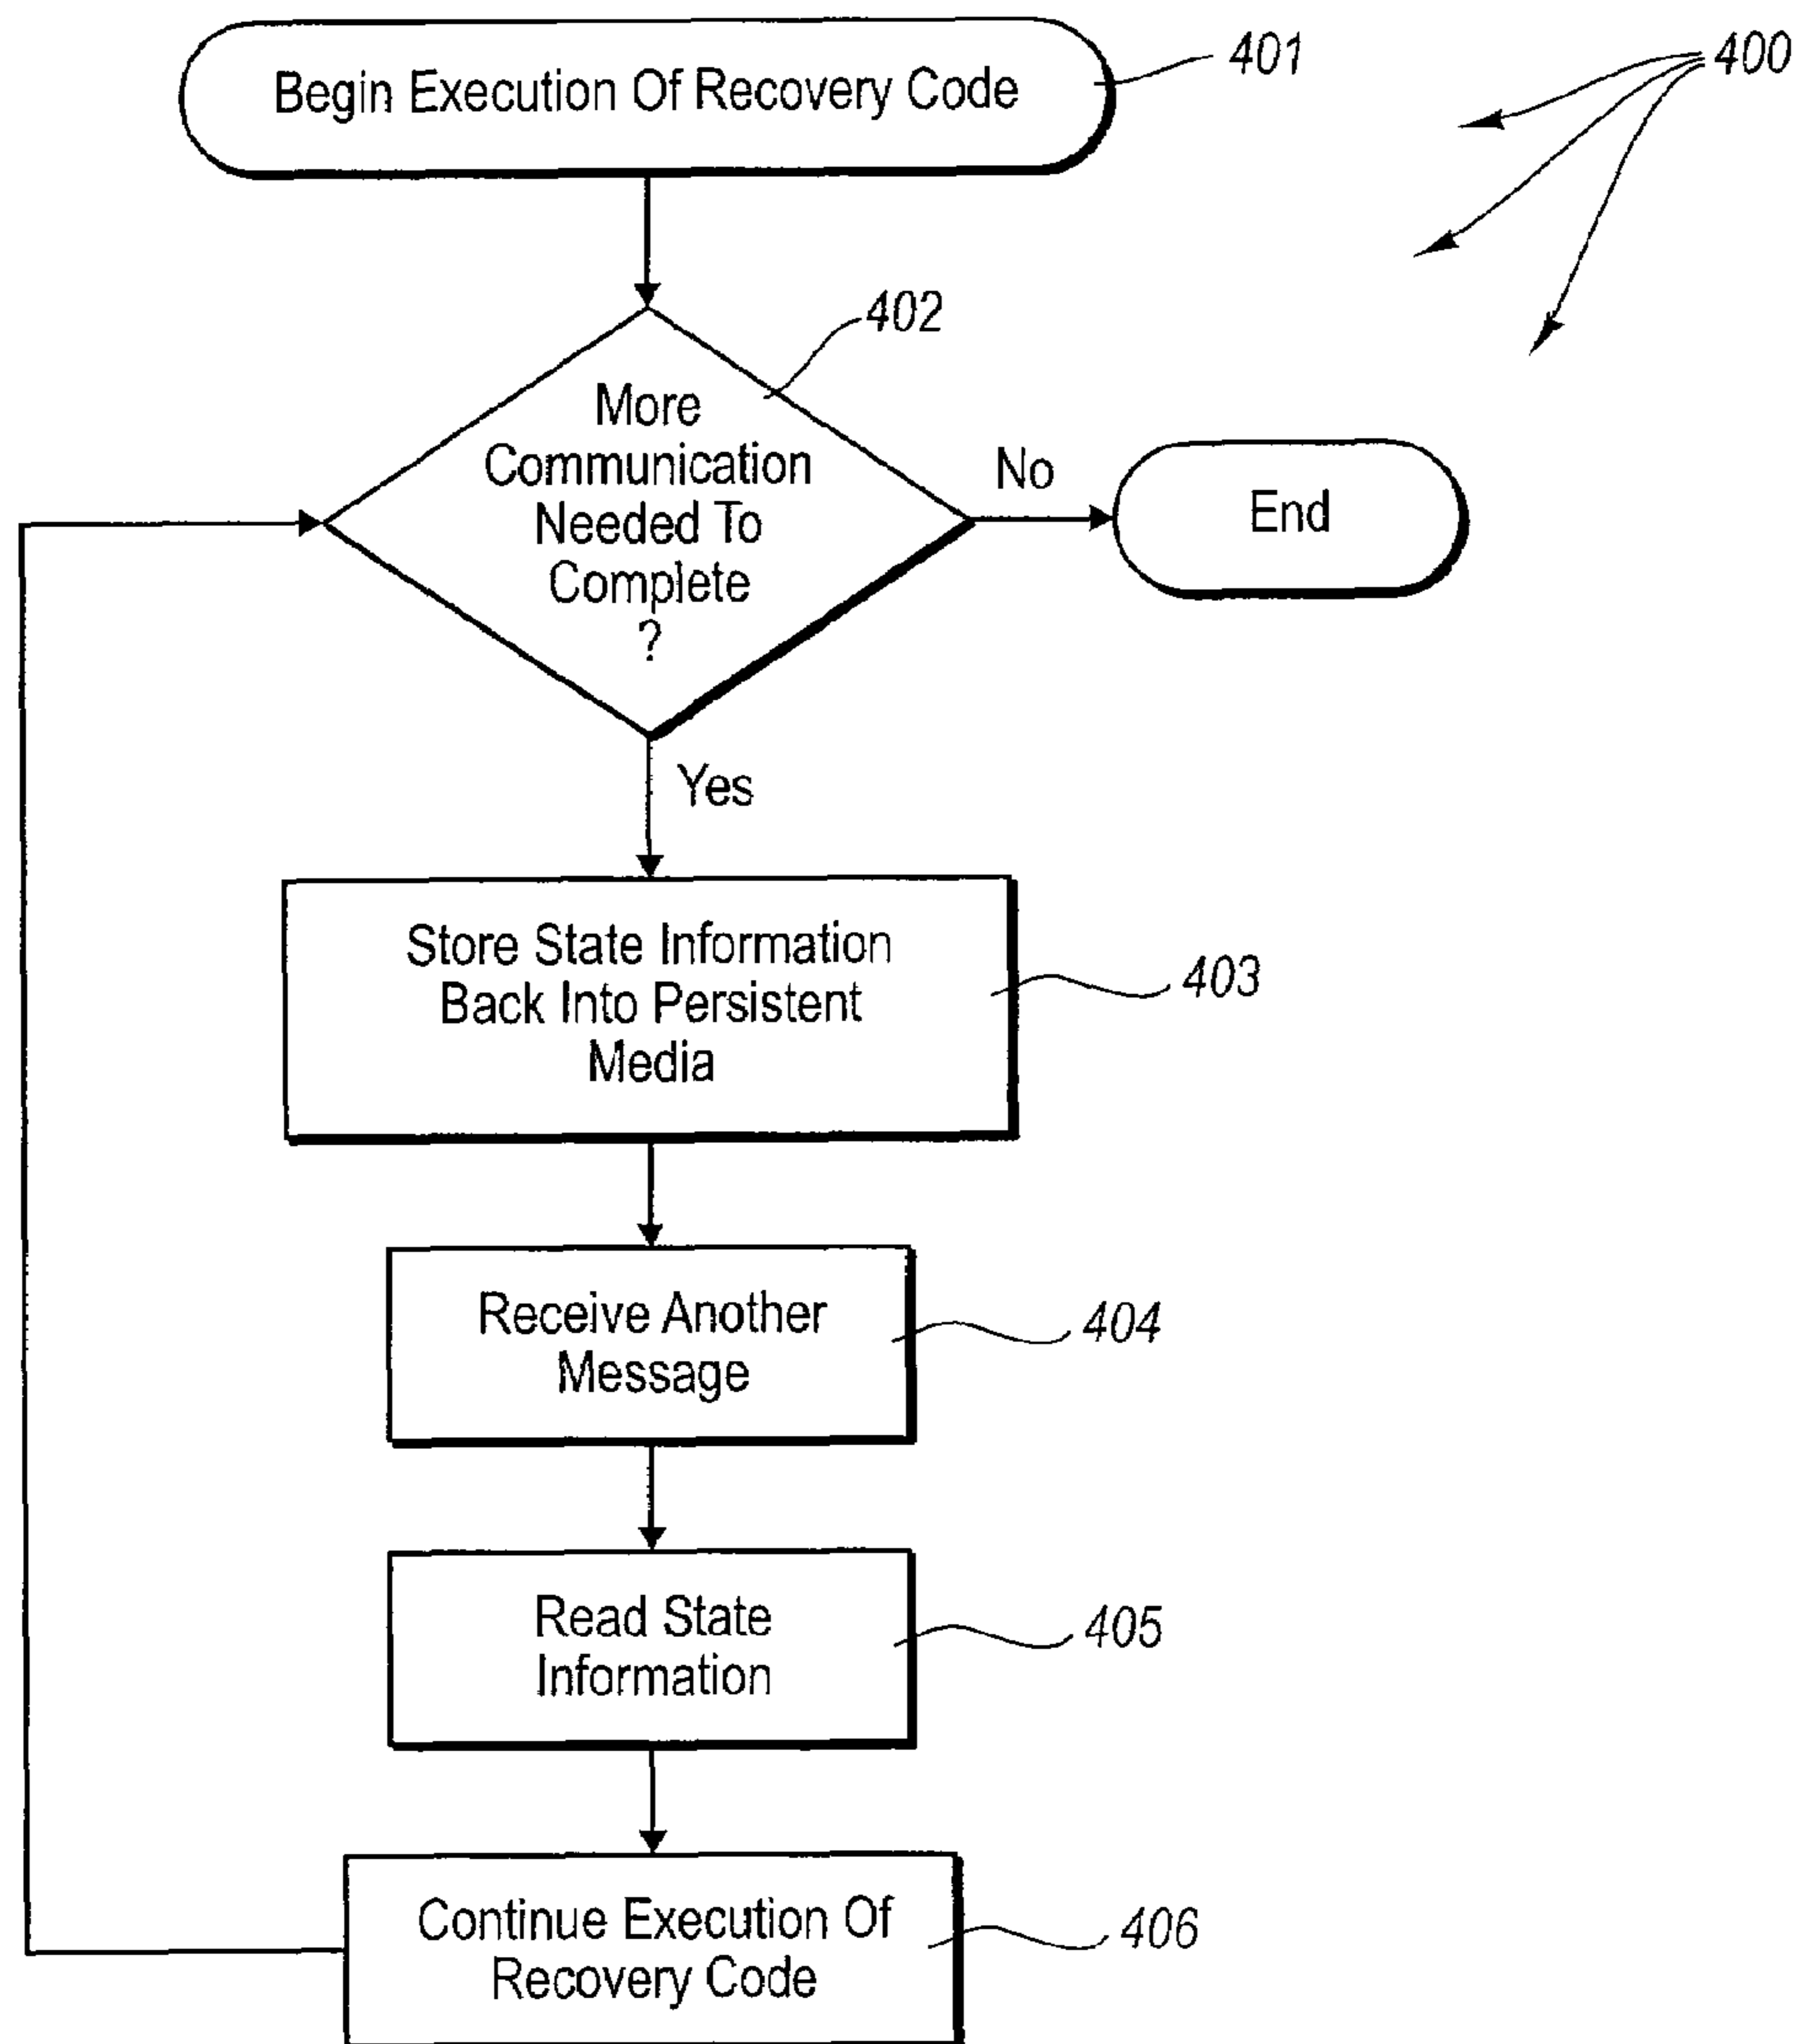 Begin Execution Of Recovery Code
401
400
402
More
Communication
Needed To
Complete
?
No
End
Yes
Store State Information
Back Into Persistent
Media
403
Receive Another
Message
404
Read State
Information
405
Continue Execution Of
Recovery Code
406